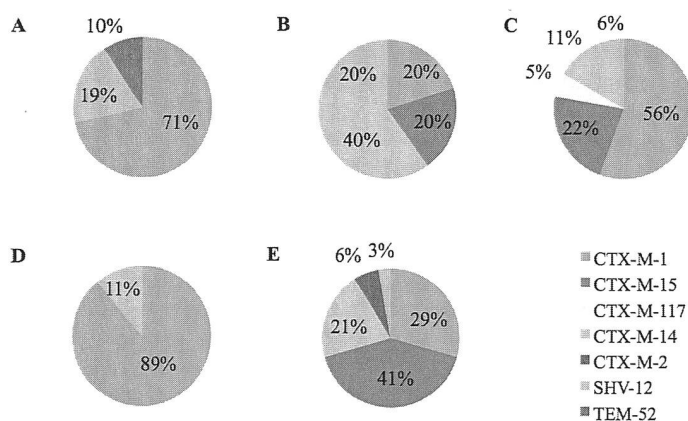 A
10%
19%
71%
B
20% 20%
20%
40%
C
6%
11%
5%
22% 56%
D
11%
89%
E
6% 3%
21% 29%
41%
CTX-M-1
CTX-M-15
CTX-M-117
CTX-M-14
CTX-M-2
SHV-12
TEM-52